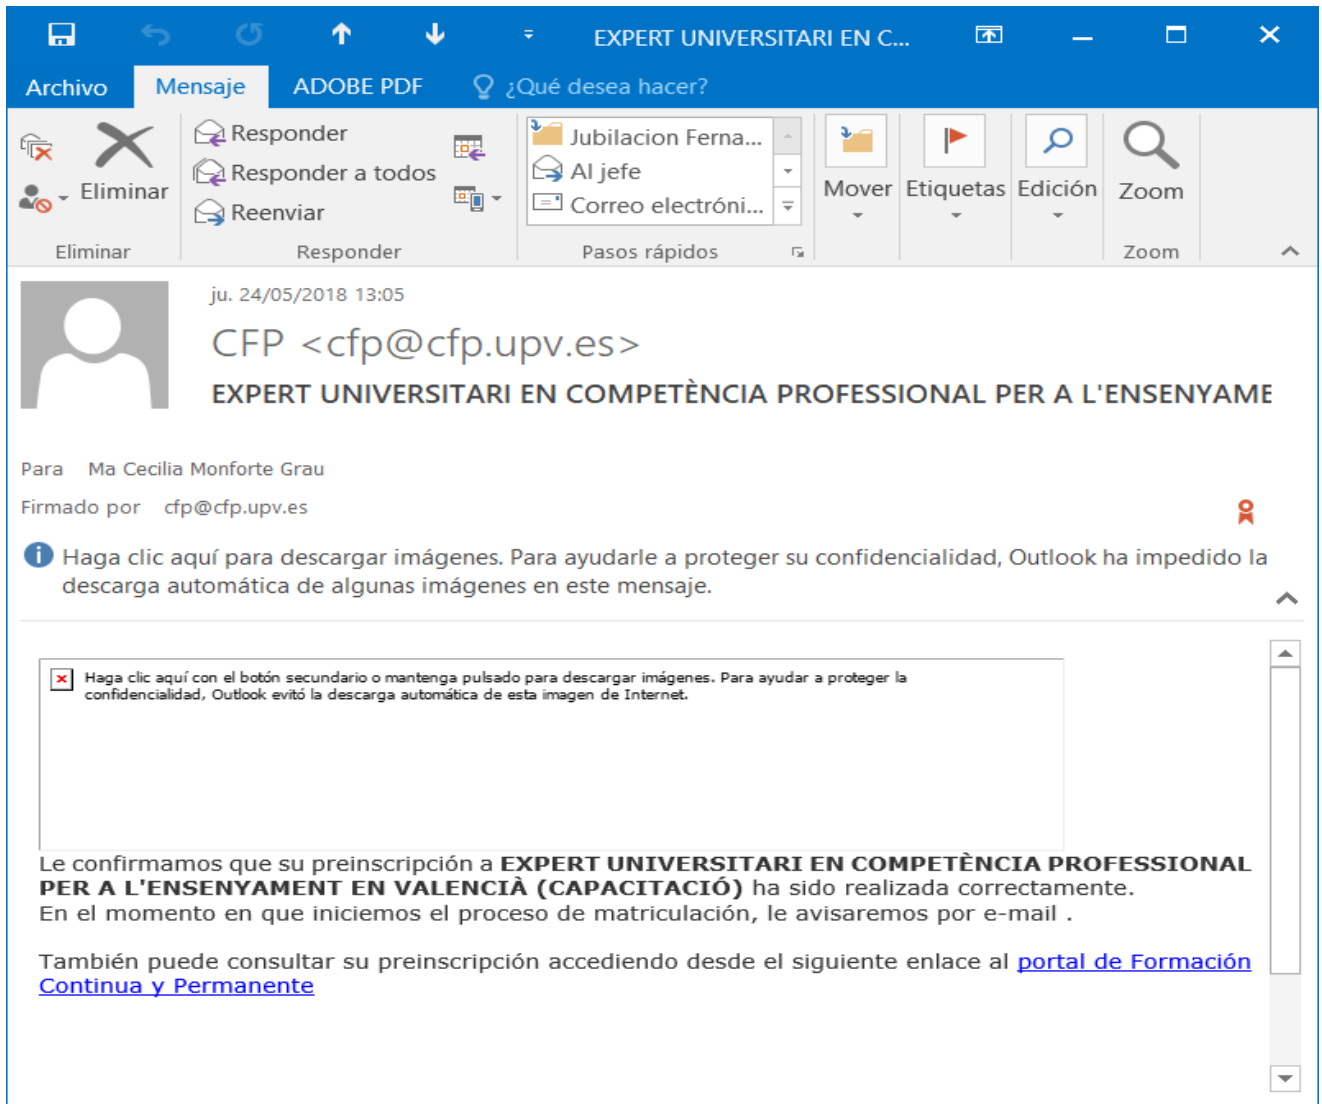 EXPERT UNIVERSITARI EN C...
Archivo Mensaje ADOBE PDF ¿Qué desea hacer?
Eliminar
Responder
Responder a todos
Reenviar
Jubilacion Ferna...
Al jefe
Correo electróni...
Mover Etiquetas Edición Zoom
Eliminar Responder Pasos rápidos Zoom
ju. 24/05/2018 13:05
CFP <cfp@cfp.upv.es>
EXPERT UNIVERSITARI EN COMPETÈNCIA PROFESSIONAL PER A L'ENSENYAME
Para Ma Cecilia Monforte Grau
Firmado por cfp@cfp.upv.es
Haga clic aquí para descargar imágenes. Para ayudarle a proteger su confidencialidad, Outlook ha impedido la
descarga automática de algunas imágenes en este mensaje.
Haga clic aquí con el botón secundario o mantenga pulsado para descargar imágenes. Para ayudar a proteger la
confidencialidad, Outlook evitó la descarga automática de esta imagen de Internet.
Le confirmamos que su preinscripción a EXPERT UNIVERSITARI EN COMPETÈNCIA PROFESSIONAL
PER A L'ENSENYAMENT EN VALENCIÀ (CAPACITACIÓ) ha sido realizada correctamente.
En el momento en que iniciemos el proceso de matriculación, le avisaremos por e-mail .
También puede consultar su preinscripción accediendo desde el siguiente enlace al portal de Formación
Continua y Permanente